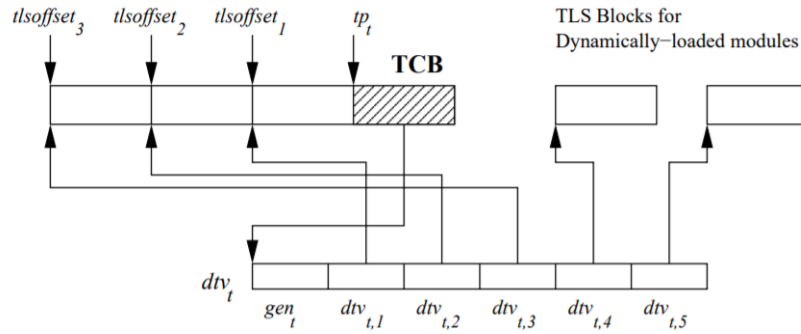 tlsoffset₃ tlsoffset₂ tlsoffset₁ tpₜ TLS Blocks for
Dynamically−loaded modules
TCB
dtvₜ
genₜ dtvₜ,₁ dtvₜ,₂ dtvₜ,₃ dtvₜ,₄ dtvₜ,₅